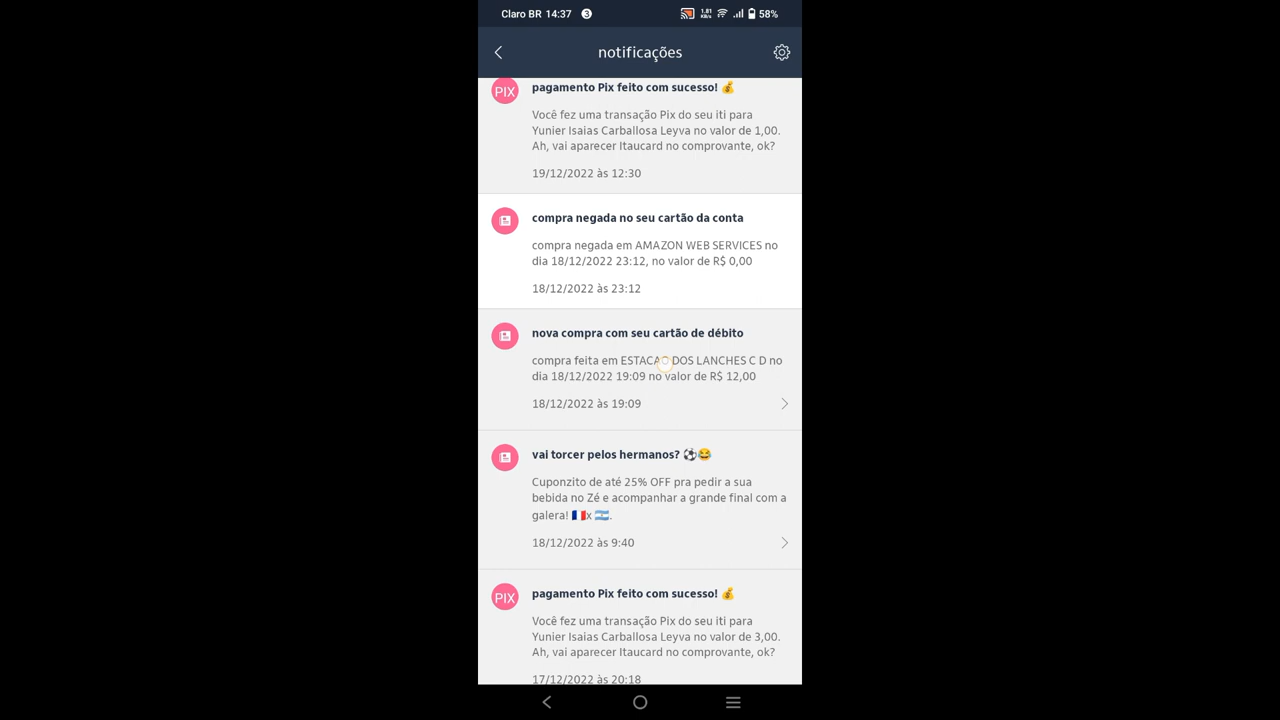 Claro BR 14:37 3 1.81 KB/s 58%
notificações
PIX pagamento Pix feito com sucesso! 💰
Você fez uma transação Pix do seu iti para
Yunier Isaias Carballosa Leyva no valor de 1,00.
Ah, vai aparecer Itaucard no comprovante, ok?
19/12/2022 às 12:30
compra negada no seu cartão da conta
compra negada em AMAZON WEB SERVICES no
dia 18/12/2022 23:12, no valor de R$ 0,00
18/12/2022 às 23:12
nova compra com seu cartão de débito
compra feita em ESTACAO DOS LANCHES C D no
dia 18/12/2022 19:09 no valor de R$ 12,00
18/12/2022 às 19:09
vai torcer pelos hermanos? ⚽😂
Cuponzito de até 25% OFF pra pedir a sua
bebida no Zé e acompanhar a grande final com a
galera! 🇫🇷x 🇦🇷.
18/12/2022 às 9:40
PIX pagamento Pix feito com sucesso! 💰
Você fez uma transação Pix do seu iti para
Yunier Isaias Carballosa Leyva no valor de 3,00.
Ah, vai aparecer Itaucard no comprovante, ok?
17/12/2022 às 20:18